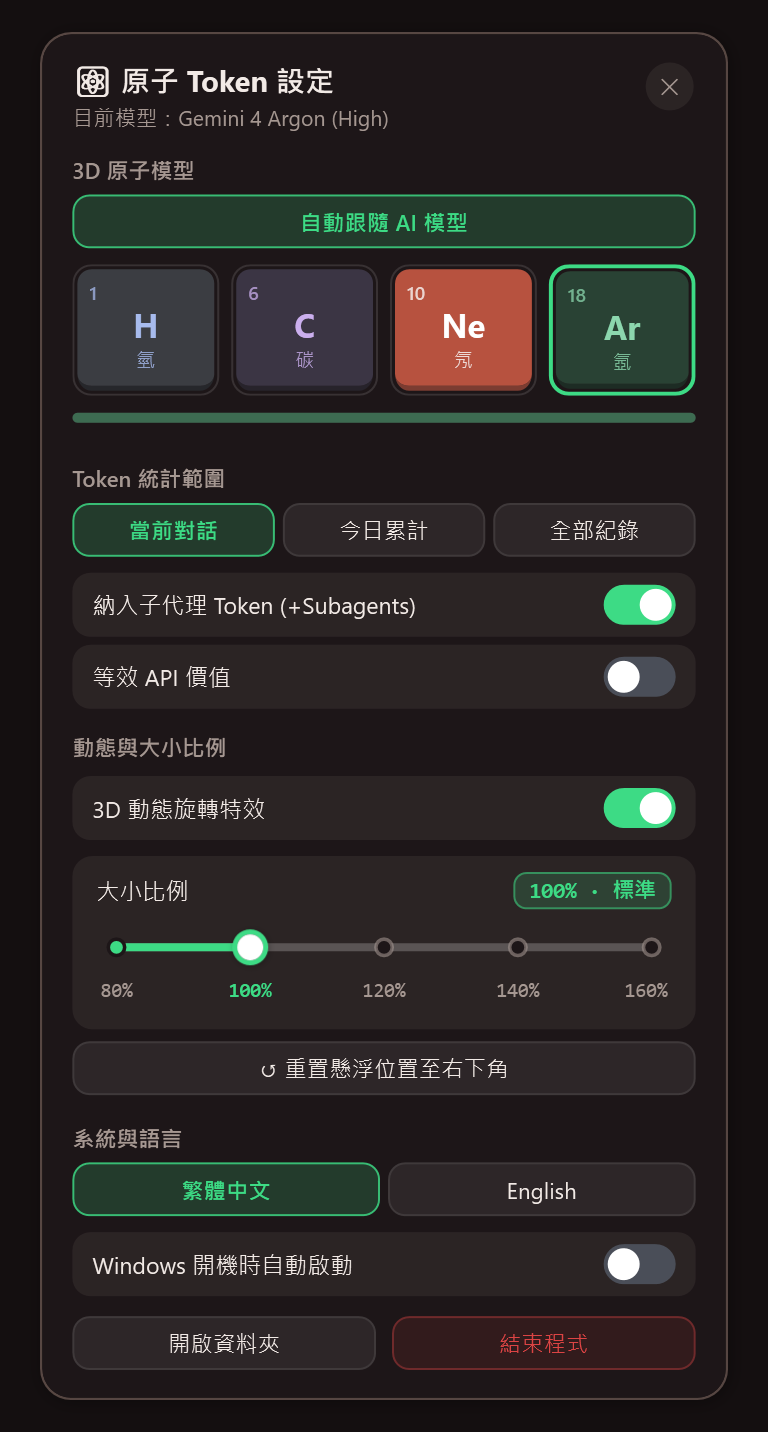 原子 Token 設定
目前模型：Gemini 4 Argon (High)
3D 原子模型
自動跟隨 AI 模型
1
H
氫
6
C
碳
10
Ne
氖
18
Ar
氬
Token 統計範圍
當前對話
今日累計
全部紀錄
納入子代理 Token (+Subagents)
等效 API 價值
動態與大小比例
3D 動態旋轉特效
大小比例
100% · 標準
80%
100%
120%
140%
160%
↺ 重置懸浮位置至右下角
系統與語言
繁體中文
English
Windows 開機時自動啟動
開啟資料夾
結束程式